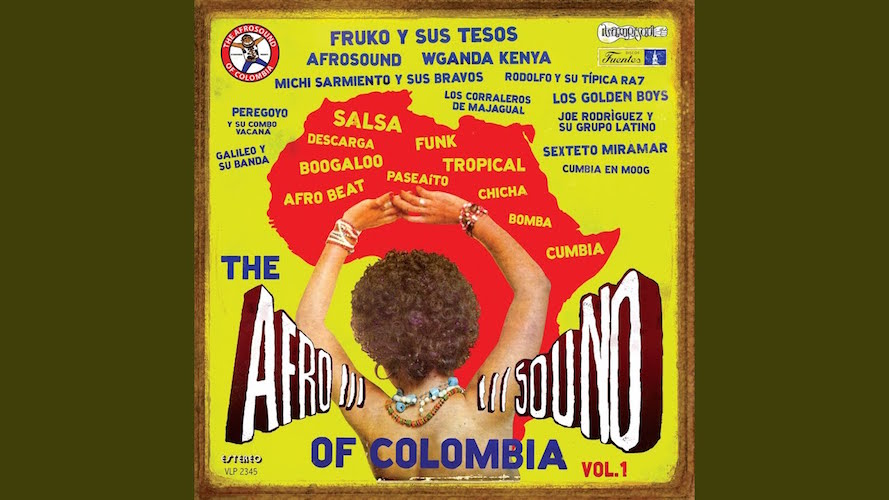 THE AFROSOUND
OF COLOMBIA
FRUKO Y SUS TESOS
AFROSOUND WGANDA KENYA
MICHI SARMIENTO Y SUS BRAVOS RODOLFO Y SU TÍPICA RA7
Fuentes
PEREGOYO
Y SU COMBO
VACANÁ
LOS CORRALEROS
DE MAJAGUAL
LOS GOLDEN BOYS
JOE RODRÌGUEZ Y
SU GRUPO LATINO
GALILEO Y
SU BANDA
SEXTETO MIRAMAR
CUMBIA EN MOOG
SALSA
DESCARGA
FUNK
BOOGALOO
TROPICAL
PASEAÍTO
AFRO BEAT
CHICHA
BOMBA
CUMBIA
THE
AFRO SOUND
OF COLOMBIA VOL.1
ESTEREO
VLP 2345